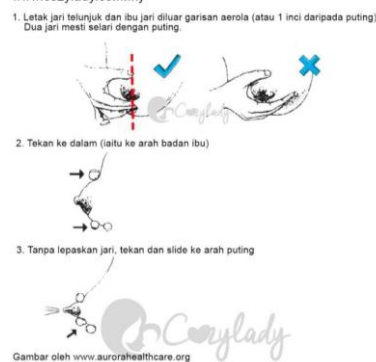 1. Letak jari telunjuk dan ibu jari diluar garisan aerola (atau 1 inci daripada puting)
Dua jari mesti selari dengan puting.
Cozylady
2. Tekan ke dalam (iaitu ke arah badan ibu)
3. Tanpa lepaskan jari, tekan dan slide ke arah puting
Cozylady
Gambar oleh www.aurorahealthcare.org